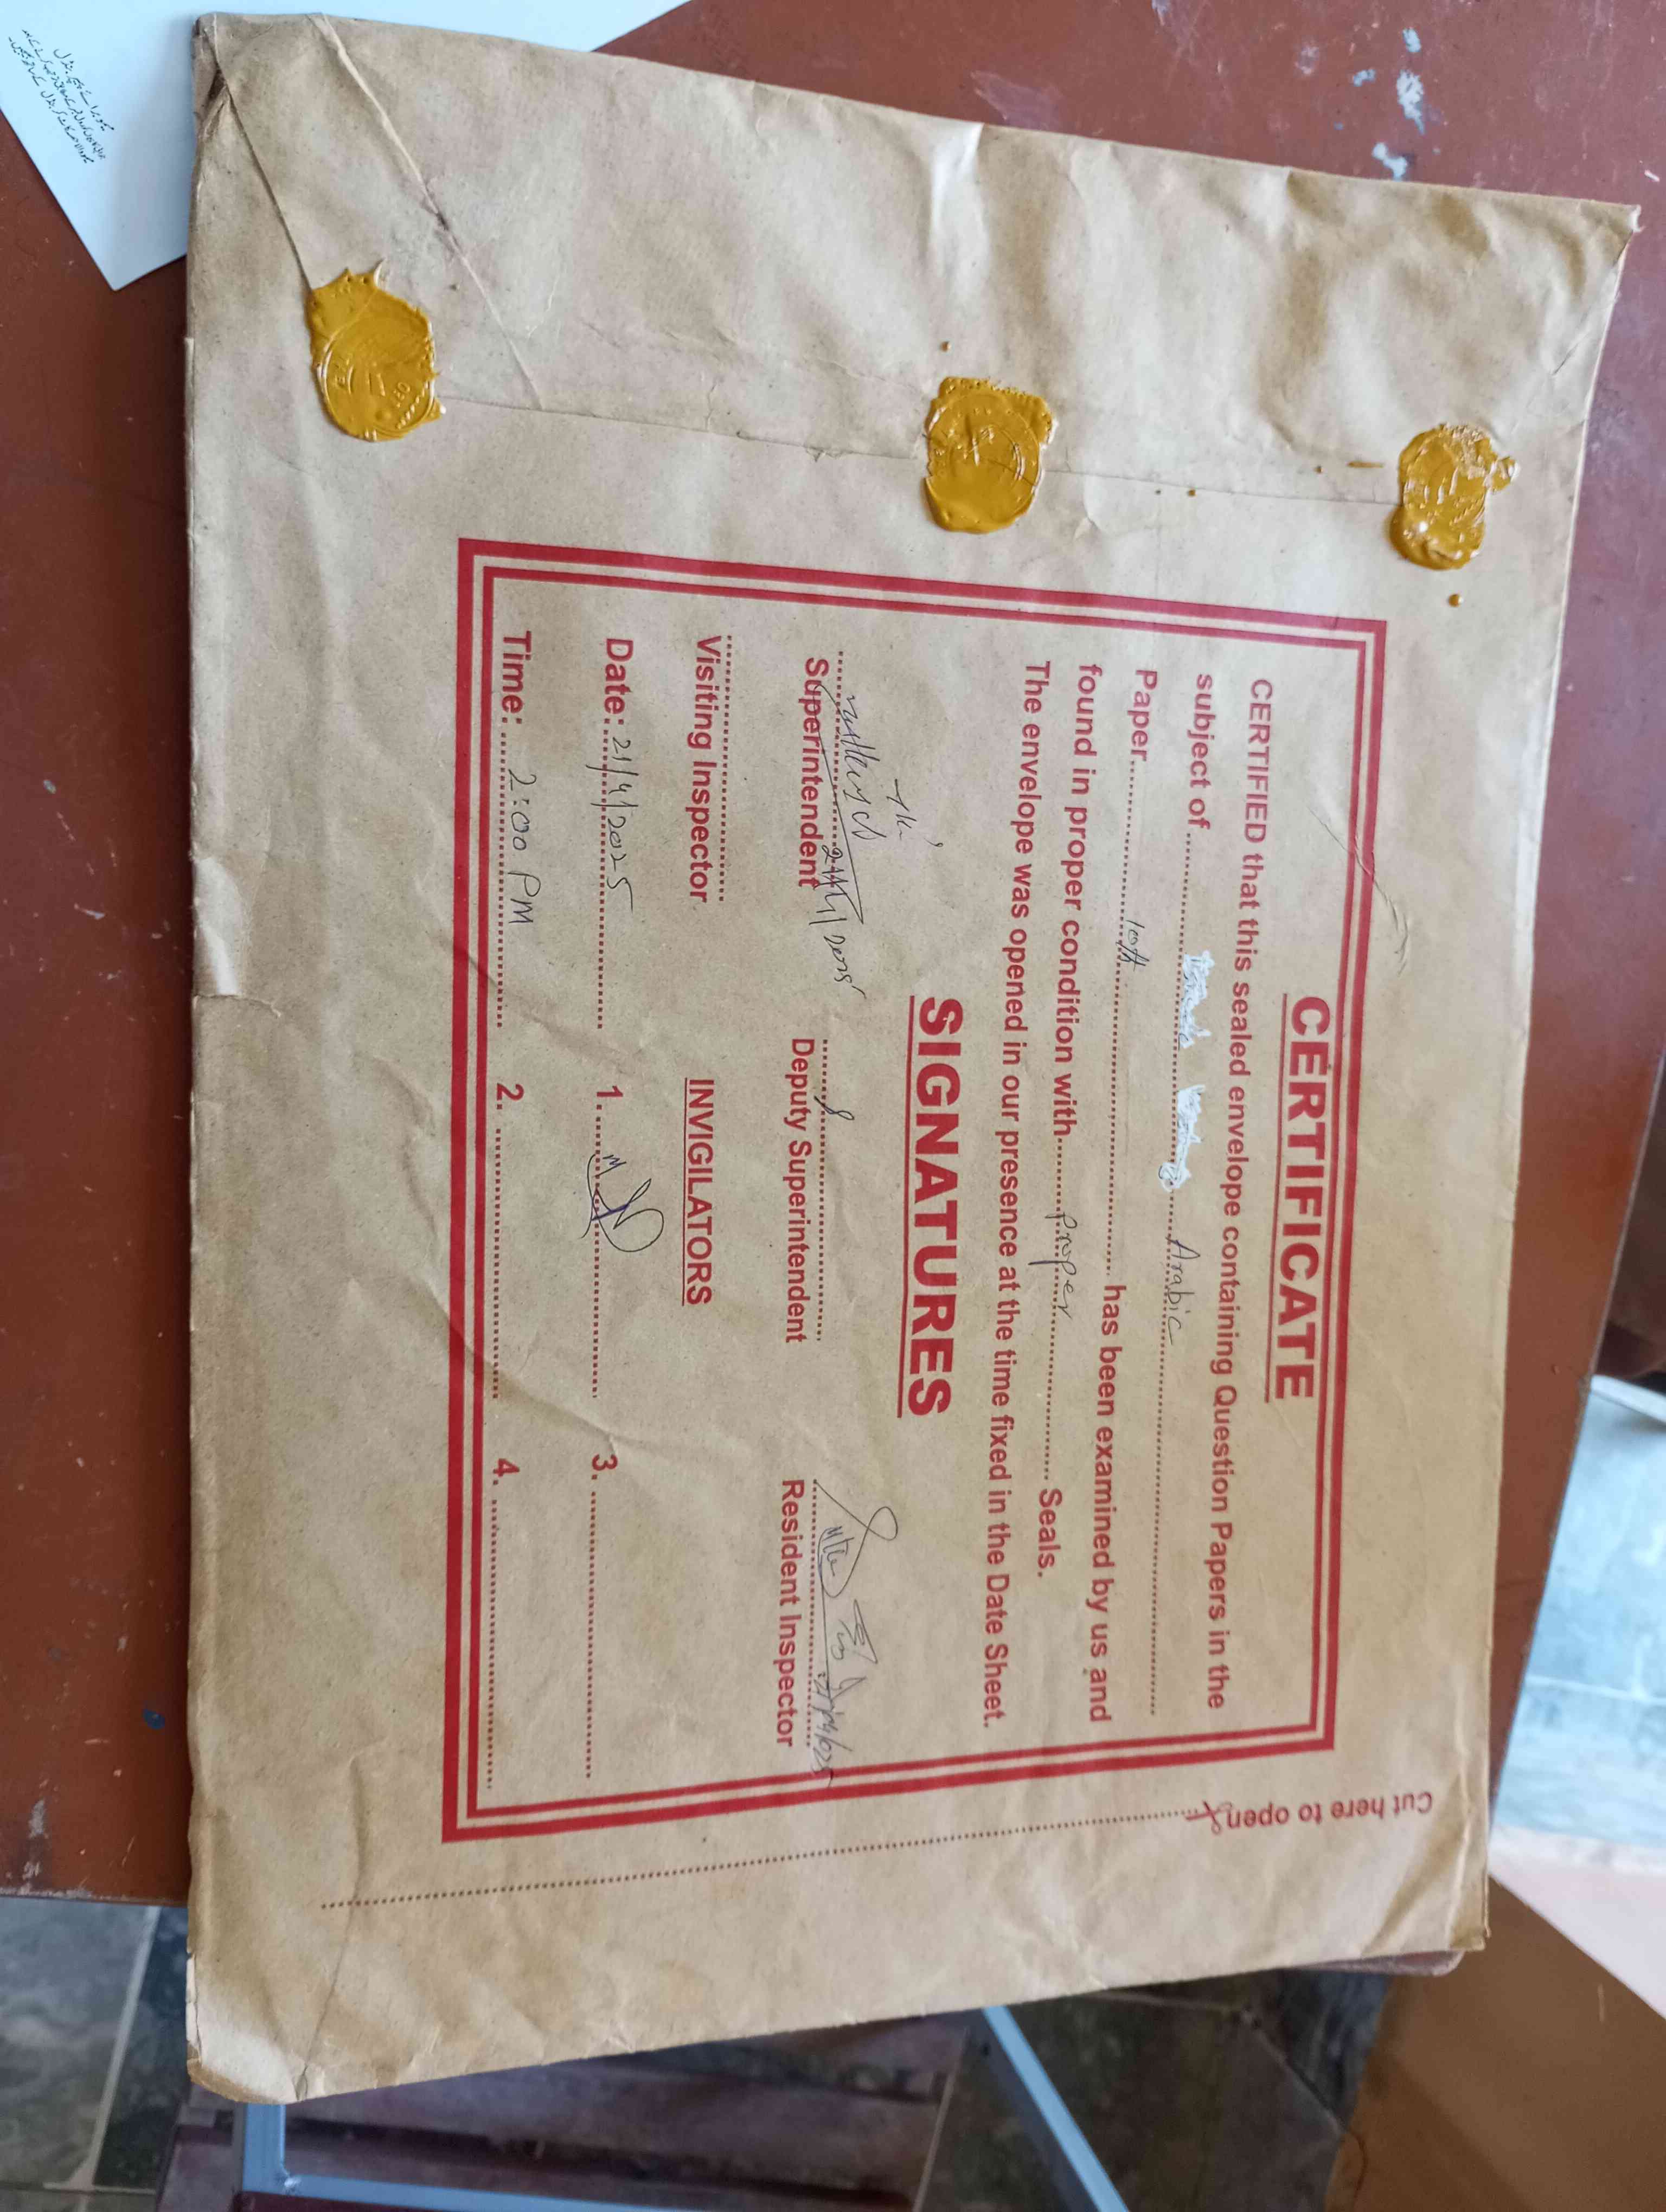 CERTIFICATE
CERTIFIED that this sealed envelope containing Question Papers in the
subject of.................... Arabic....................
Paper............10th.................... has been examined by us and
found in proper condition with........proper.................... Seals.
The envelope was opened in our presence at the time fixed in the Date Sheet.
SIGNATURES
Superintendent
Deputy Superintendent
Resident Inspector
Visiting Inspector
INVIGILATORS
Date: 21/4/2025
1.
3.
Time: 2:00 PM
2.
4.
Cut here to open